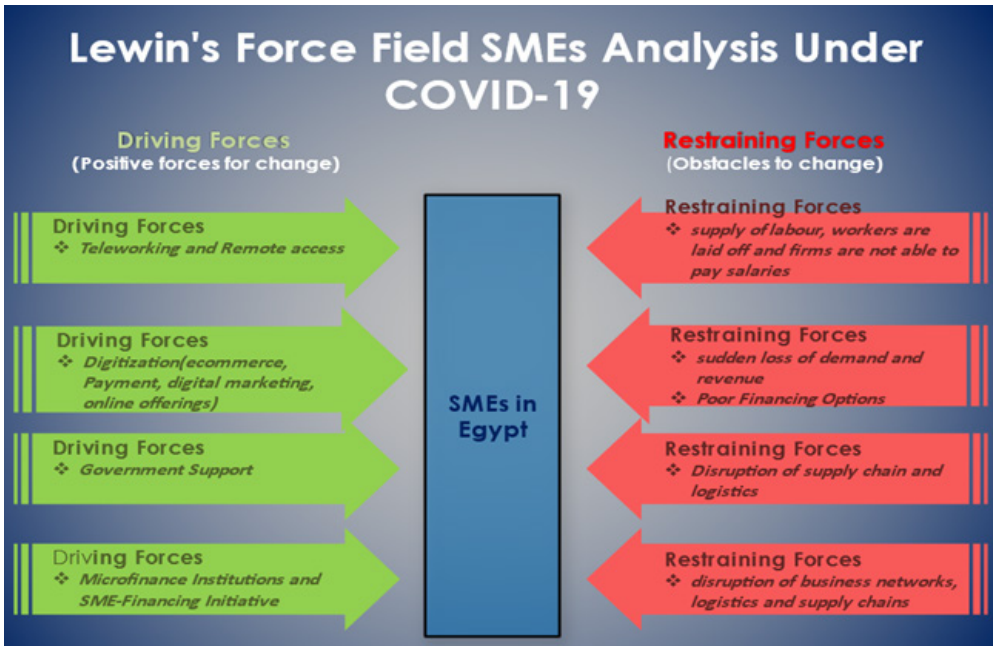 Lewin's Force Field SMEs Analysis Under
COVID-19
Driving Forces
(Positive forces for change)
Driving Forces
❖ Teleworking and Remote access
Driving Forces
❖ Digitization(ecommerce,
Payment, digital marketing,
online offerings)
Driving Forces
❖ Government Support
Driving Forces
❖ Microfinance Institutions and
SME-Financing Initiative
SMEs in
Egypt
Restraining Forces
(Obstacles to change)
Restraining Forces
❖ supply of labour, workers are
laid off and firms are not able to
pay salaries
Restraining Forces
❖ sudden loss of demand and
revenue
❖ Poor Financing Options
Restraining Forces
❖ Disruption of supply chain and
logistics
Restraining Forces
❖ disruption of business networks,
logistics and supply chains